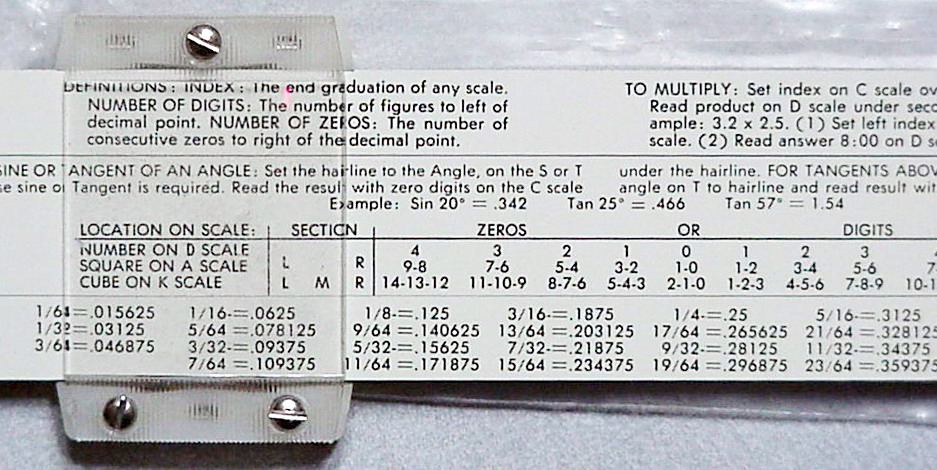 DEFINITIONS: INDEX: The end graduation of any scale.
NUMBER OF DIGITS: The number of figures to left of
decimal point. NUMBER OF ZEROS: The number of
consecutive zeros to right of the decimal point.
TO MULTIPLY: Set index on C scale ov
Read product on D scale under seco
ample: 3.2 x 2.5. (1) Set left index
scale. (2) Read answer 8:00 on D s
SINE OR TANGENT OF AN ANGLE: Set the hairline to the Angle, on the S or T
se sine or Tangent is required. Read the result with zero digits on the C scale
under the hairline. FOR TANGENTS ABOV
angle on T to hairline and read result wit
Example: Sin 20° = .342 Tan 25° = .466 Tan 57° = 1.54
LOCATION ON SCALE: SECTION ZEROS OR DIGITS
NUMBER ON D SCALE 4 3 2 1 0 1 2 3
SQUARE ON A SCALE L R 9-8 7-6 5-4 3-2 1-0 1-2 3-4 5-6 7-
CUBE ON K SCALE L M R 14-13-12 11-10-9 8-7-6 5-4-3 2-1-0 1-2-3 4-5-6 7-8-9 10-1
1/64=.015625 1/16-=.0625 1/8-=.125 3/16-=.1875 1/4-=.25 5/16-=.3125
1/32=.03125 5/64 =.078125 9/64 =.140625 13/64 =.203125 17/64 =.265625 21/64 =.328125
3/64=.046875 3/32-=.09375 5/32-=.15625 7/32-=.21875 9/32-=.28125 11/32-=.34375
7/64 =.109375 11/64 =.171875 15/64 =.234375 19/64 =.296875 23/64 =.359375